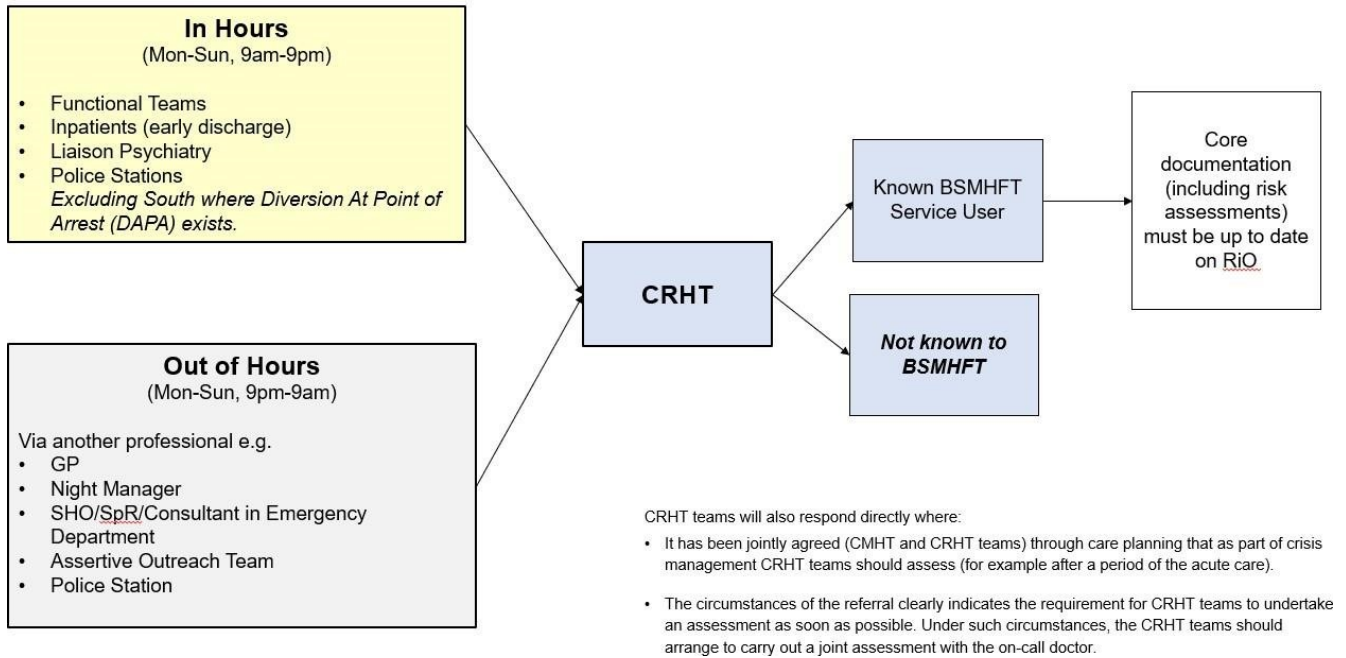 In Hours
(Mon-Sun, 9am-9pm)
• Functional Teams
• Inpatients (early discharge)
• Liaison Psychiatry
• Police Stations
Excluding South where Diversion At Point of
Arrest (DAPA) exists.
Out of Hours
(Mon-Sun, 9pm-9am)
Via another professional e.g.
• GP
• Night Manager
• SHO/SpR/Consultant in Emergency
Department
• Assertive Outreach Team
• Police Station
CRHT
Known BSMHFT
Service User
Not known to
BSMHFT
Core
documentation
(including risk
assessments)
must be up to date
on RiO
CRHT teams will also respond directly where:
• It has been jointly agreed (CMHT and CRHT teams) through care planning that as part of crisis
management CRHT teams should assess (for example after a period of the acute care).
• The circumstances of the referral clearly indicates the requirement for CRHT teams to undertake
an assessment as soon as possible. Under such circumstances, the CRHT teams should
arrange to carry out a joint assessment with the on-call doctor.